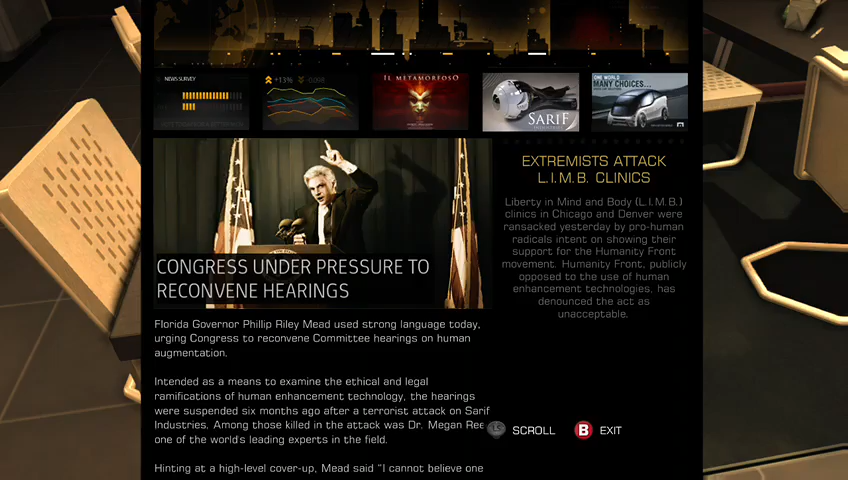 NEWS SURVEY
+13%
IL METAMORFOSO
SARIF
ONE WORLD
MANY CHOICES...
EXTREMISTS ATTACK
L.I.M.B. CLINICS
Liberty in Mind and Body (L.I.M.B.)
clinics in Chicago and Denver were
ransacked yesterday by pro-human
radicals intent on showing their
support for the Humanity Front
movement. Humanity Front, publicly
opposed to the use of human
enhancement technologies, has
denounced the act as
unacceptable.
CONGRESS UNDER PRESSURE TO
RECONVENE HEARINGS
Florida Governor Phillip Riley Mead used strong language today,
urging Congress to reconvene Committee hearings on human
augmentation.
Intended as a means to examine the ethical and legal
ramifications of human enhancement technology, the hearings
were suspended six months ago after a terrorist attack on Sarif
Industries. Among those killed in the attack was Dr. Megan Ree
one of the world's leading experts in the field.
Hinting at a high-level cover-up, Mead said "I cannot believe one
SCROLL
B EXIT